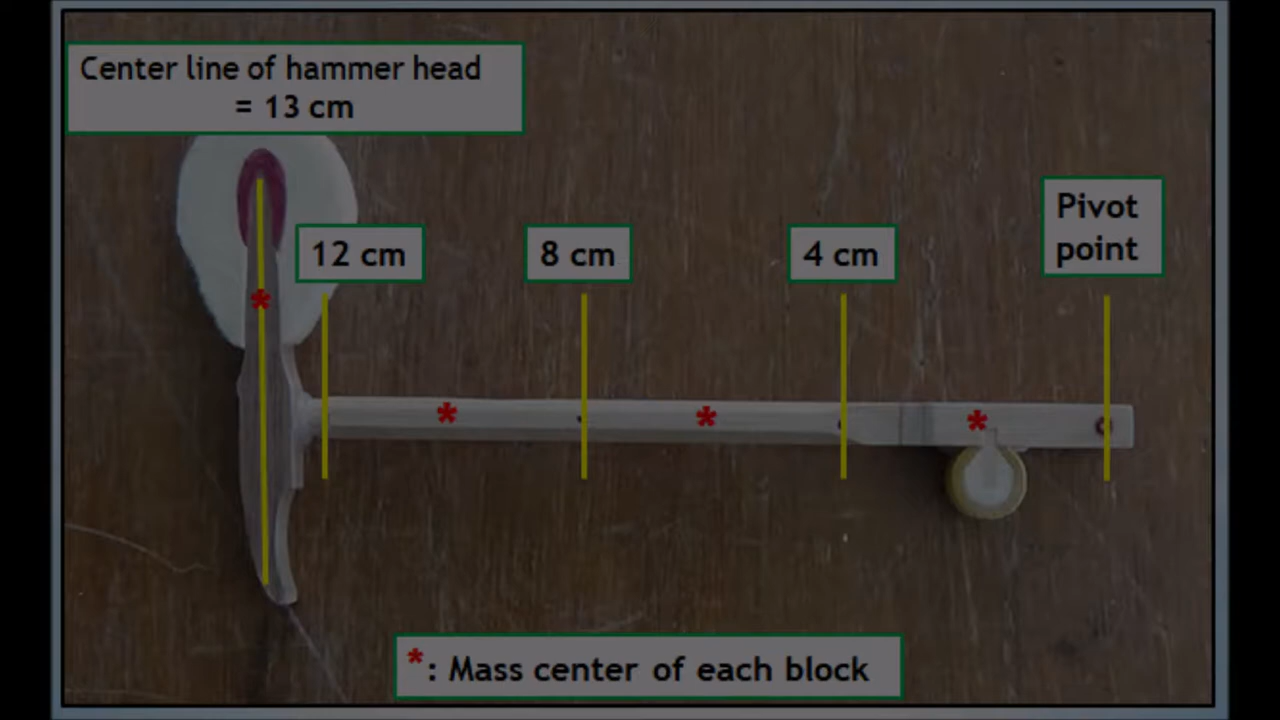 Center line of hammer head
= 13 cm
12 cm
8 cm
4 cm
Pivot
point
*: Mass center of each block